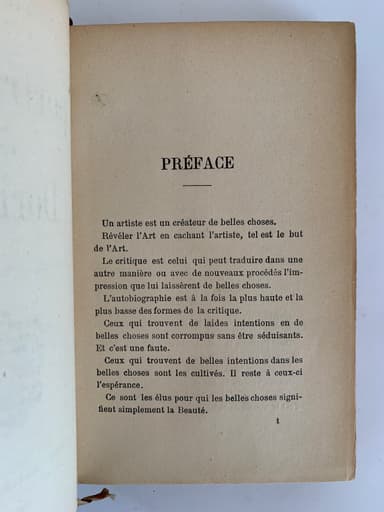 PRÉFACE
Un artiste est un créateur de belles choses.
Révéler l'Art en cachant l'artiste, tel est le but
de l'Art.
Le critique est celui qui peut traduire dans une
autre manière ou avec de nouveaux procédés l'im-
pression que lui laissèrent de belles choses.
L'autobiographie est à la fois la plus haute et la
plus basse des formes de la critique.
Ceux qui trouvent de laides intentions en de
belles choses sont corrompus sans être séduisants.
Et c'est une faute.
Ceux qui trouvent de belles intentions dans les
belles choses sont les cultivés. Il reste à ceux-ci
l'espérance.
Ce sont les élus pour qui les belles choses signi-
fient simplement la Beauté.
1